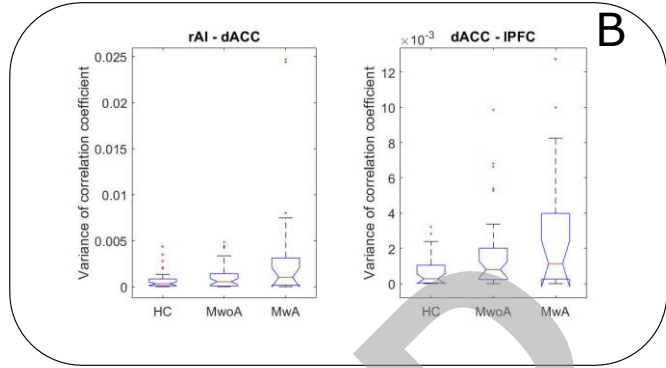 B
rAI - dACC
Variance of correlation coefficient
0.025
0.02
0.015
0.01
0.005
0
HC MwoA MwA
dACC - lPFC
×10⁻³
Variance of correlation coefficient
12
10
8
6
4
2
0
HC MwoA MwA